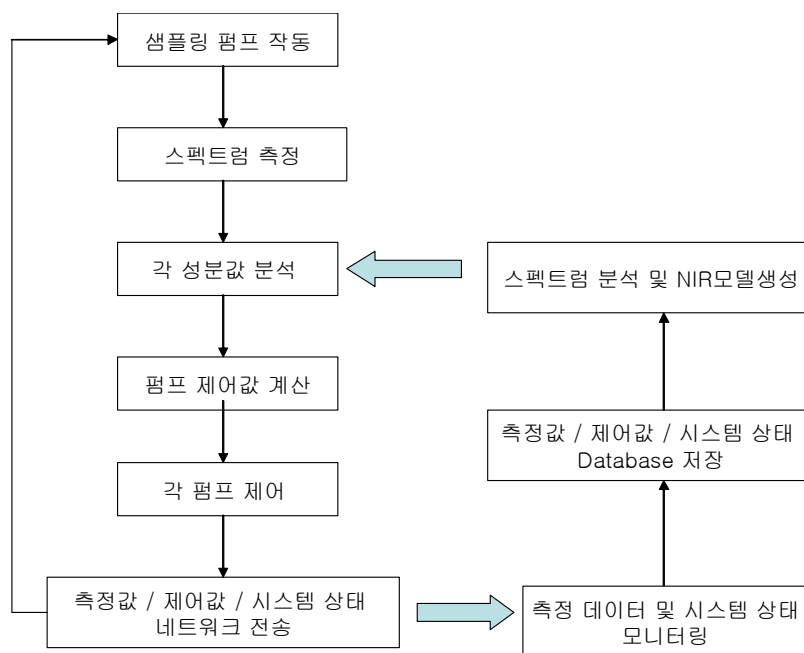 샘플링 펌프 작동
스펙트럼 측정
각 성분값 분석
펌프 제어값 계산
각 펌프 제어
측정값 / 제어값 / 시스템 상태
네트워크 전송
스펙트럼 분석 및 NIR모델생성
측정값 / 제어값 / 시스템 상태
Database 저장
측정 데이터 및 시스템 상태
모니터링